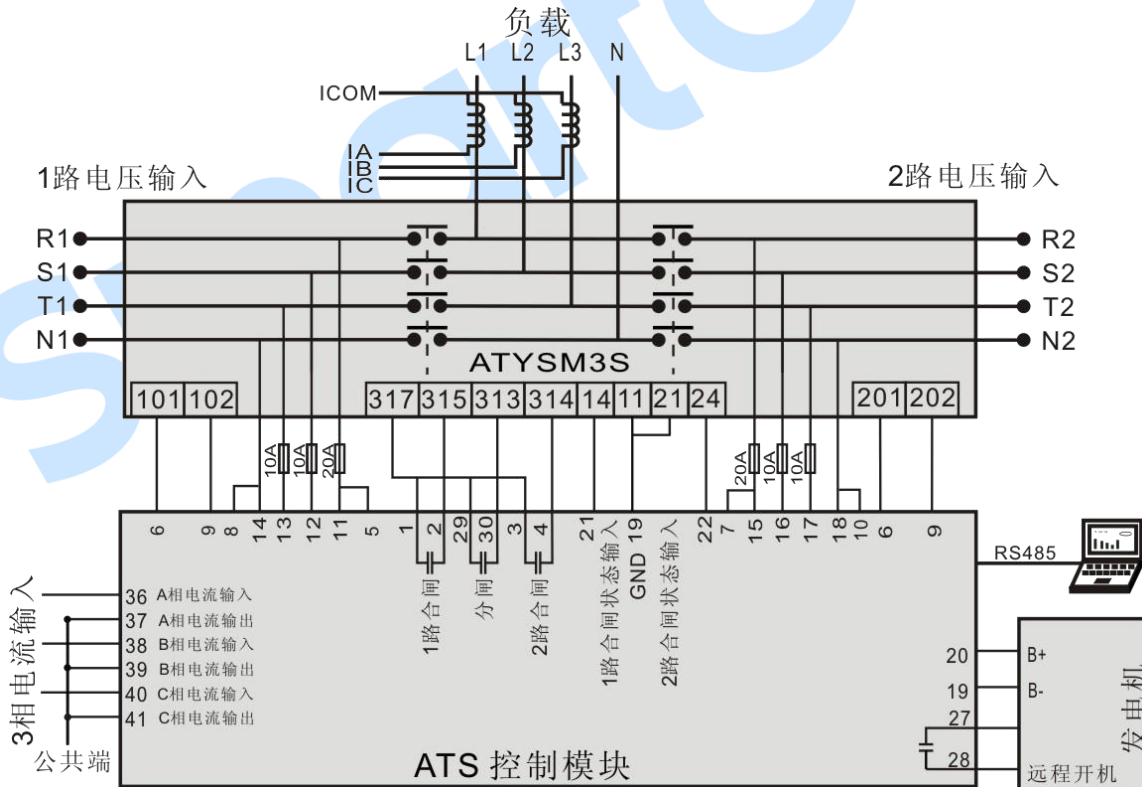 负载
L1 L2 L3 N
ICOM
IA
IB
IC
1路电压输入 2路电压输入
R1 R2
S1 S2
T1 T2
N1 N2
ATYSM3S
101 102 317 315 313 314 14 11 21 24 201 202
10A 10A 20A 20A 10A 10A
6 9 8 14 13 12 11 5 1 2 29 30 3 4 21 19 22 7 15 16 17 18 10 6 9
1路合闸
分闸
2路合闸
1路合闸状态输入
GND
2路合闸状态输入
RS485
3相电流输入
36 A相电流输入
37 A相电流输出
38 B相电流输入
39 B相电流输出
40 C相电流输入
41 C相电流输出
公共端
20 B+
19 B-
27
28 远程开机
发电机
ATS 控制模块